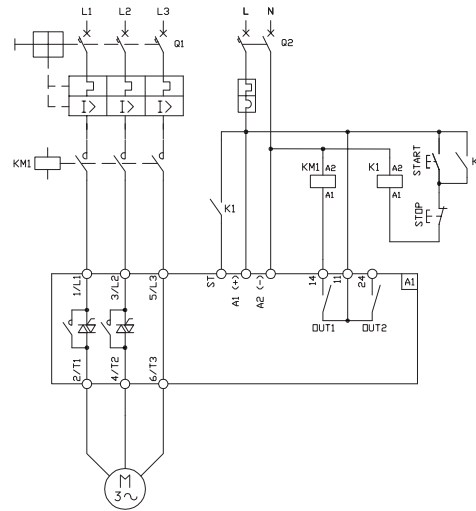 L1 L2 L3 L N
Q1 Q2
I> I> I>
KM1
KM1 A2
A1
K1 A2
A1
START
K
K1
STOP
1/L1 3/L2 5/L3 ST A1 (+) A2 (-) 14 11 24 A1
OUT1 OUT2
2/T1 4/T2 6/T3
M
3~